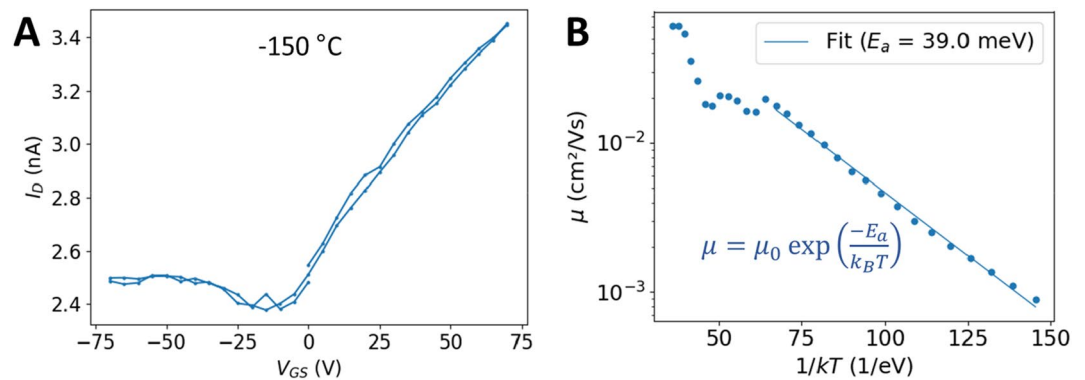 A
-150 °C
3.4
3.2
3.0
2.8
2.6
2.4
I_D (nA)
−75 −50 −25 0 25 50 75
V_GS (V)
B
Fit (E_a = 39.0 meV)
10⁻²
10⁻³
μ (cm²/Vs)
μ = μ₀ exp(−E_a / k_BT)
50 75 100 125 150
1/kT (1/eV)